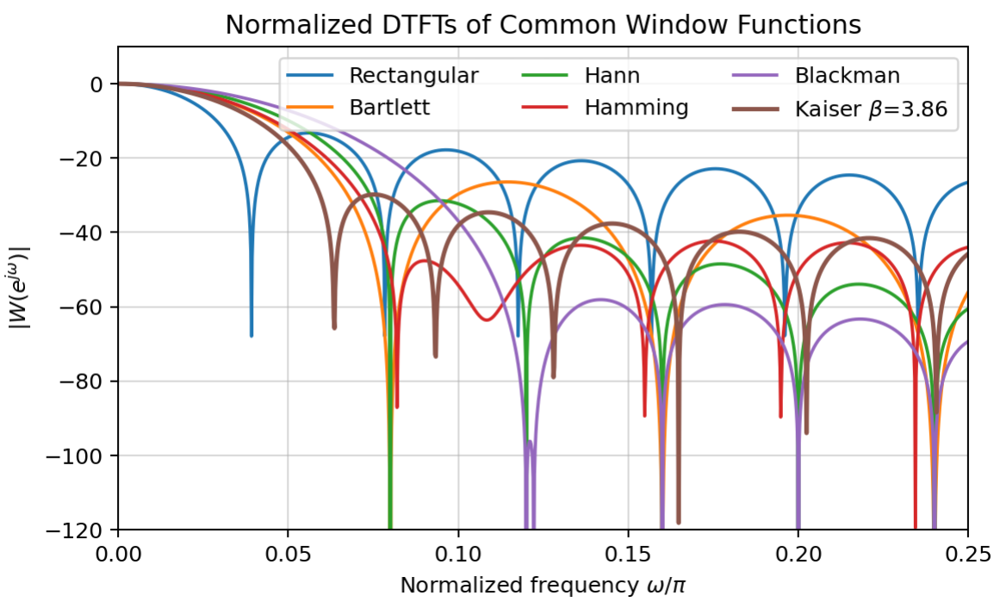 Normalized DTFTs of Common Window Functions
Rectangular
Bartlett
Hann
Hamming
Blackman
Kaiser β=3.86
|W(e^{jω})|
0
−20
−40
−60
−80
−100
−120
0.00
0.05
0.10
0.15
0.20
0.25
Normalized frequency ω/π